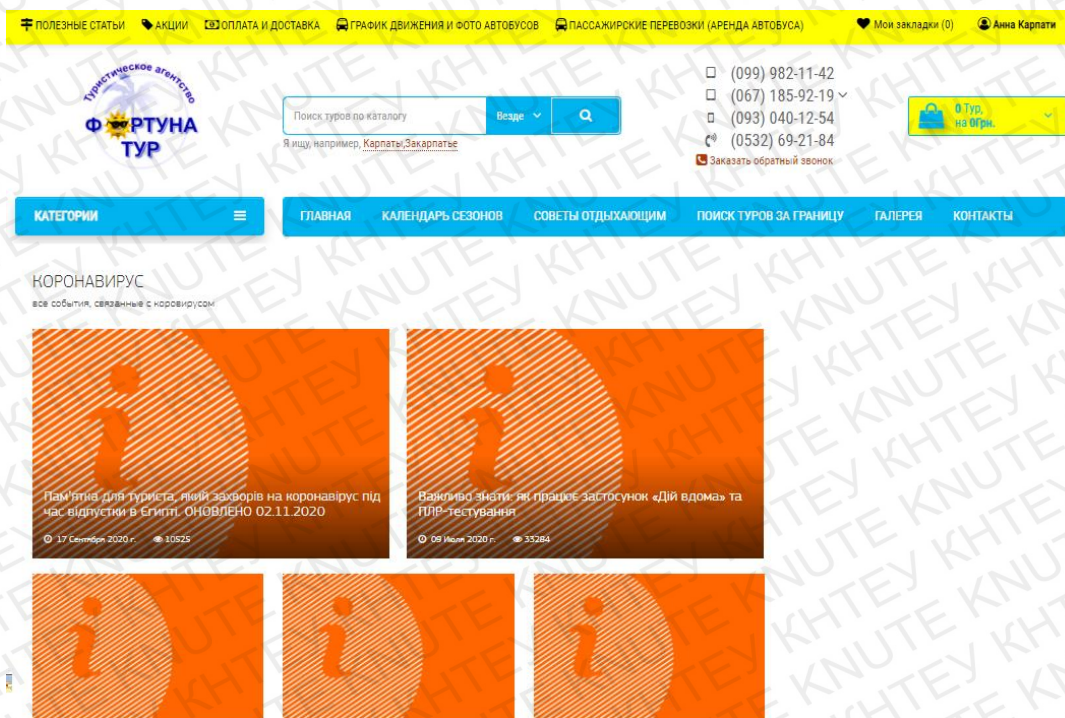 ПОЛЕЗНЫЕ СТАТЬИ АКЦИИ ОПЛАТА И ДОСТАВКА ГРАФИК ДВИЖЕНИЯ И ФОТО АВТОБУСОВ ПАССАЖИРСКИЕ ПЕРЕВОЗКИ (АРЕНДА АВТОБУСА) Мои закладки (0) Анна Карпати
Туристическое агентство
ФОРТУНА
ТУР
Поиск туров по каталогу Везде
Я ищу, например, Карпаты,Закарпатье
(099) 982-11-42
(067) 185-92-19
(093) 040-12-54
(0532) 69-21-84
Заказать обратный звонок
0 Тур,
на 0Грн.
КАТЕГОРИИ
ГЛАВНАЯ КАЛЕНДАРЬ СЕЗОНОВ СОВЕТЫ ОТДЫХАЮЩИМ ПОИСК ТУРОВ ЗА ГРАНИЦУ ГАЛЕРЕЯ КОНТАКТЫ
КОРОНАВИРУС
все события, связанные с коровирусом
Пам'ятка для туриста, який захворів на коронавірус під
час відпустки в Єгипті. ОНОВЛЕНО 02.11.2020
17 Сентября 2020 г. 10525
Важливо знати: як працює застосунок «Дій вдома» та
ПЛР-тестування
09 Июля 2020 г. 33284
KNUTE КНТЕУ